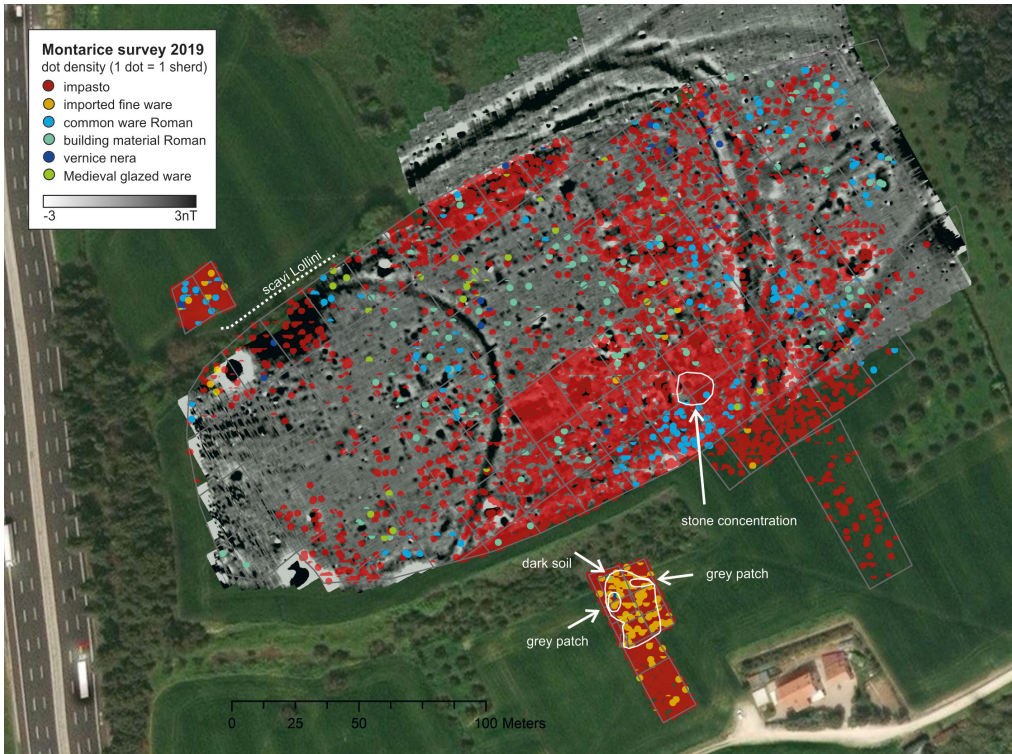 Montarice survey 2019
dot density (1 dot = 1 sherd)
impasto
imported fine ware
common ware Roman
building material Roman
vernice nera
Medieval glazed ware
-3 3nT
scavi Lollini
stone concentration
dark soil
grey patch
grey patch
0 25 50 100 Meters